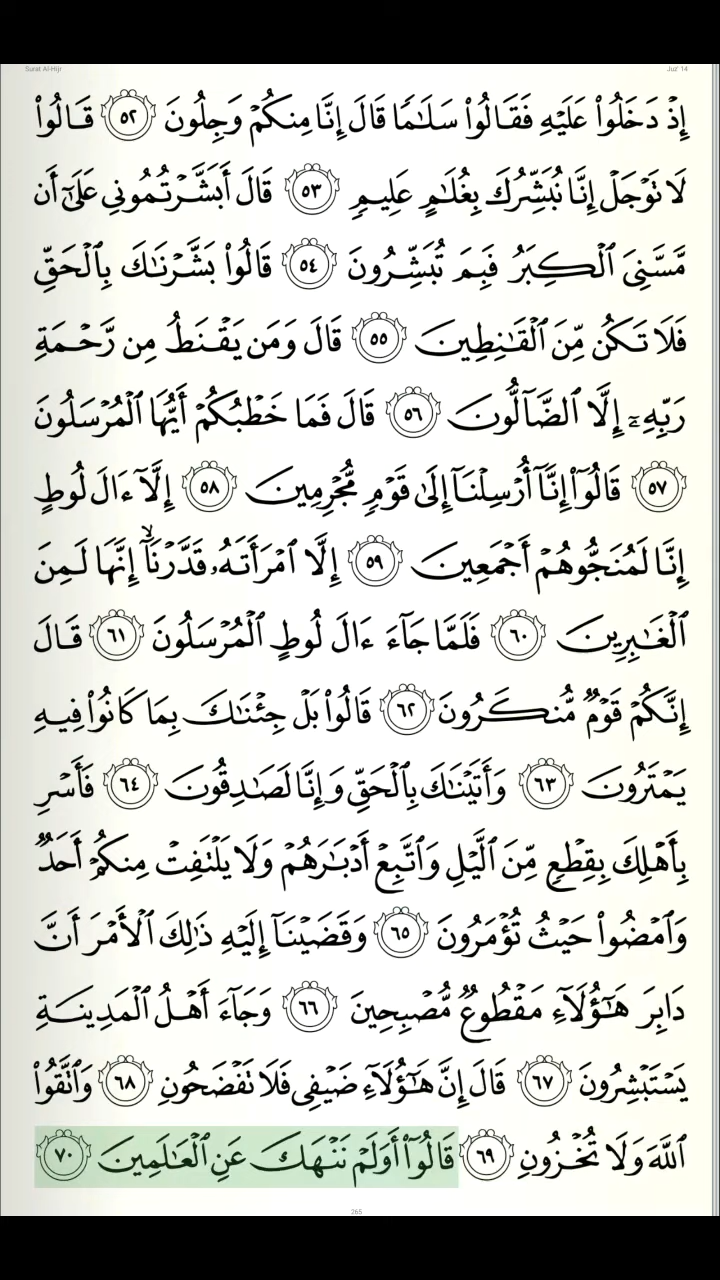 Surat Al-Hijr Juz' 14
إِذْ دَخَلُوا۟ عَلَيْهِ فَقَالُوا۟ سَلَـٰمًا قَالَ إِنَّا مِنكُمْ وَجِلُونَ ٥٢ قَالُوا۟
لَا تَوْجَلْ إِنَّا نُبَشِّرُكَ بِغُلَـٰمٍ عَلِيمٍ ٥٣ قَالَ أَبَشَّرْتُمُونِى عَلَىٰٓ أَن
مَّسَّنِىَ ٱلْكِبَرُ فَبِمَ تُبَشِّرُونَ ٥٤ قَالُوا۟ بَشَّرْنَـٰكَ بِٱلْحَقِّ
فَلَا تَكُن مِّنَ ٱلْقَـٰنِطِينَ ٥٥ قَالَ وَمَن يَقْنَطُ مِن رَّحْمَةِ
رَبِّهِۦٓ إِلَّا ٱلضَّآلُّونَ ٥٦ قَالَ فَمَا خَطْبُكُمْ أَيُّهَا ٱلْمُرْسَلُونَ
٥٧ قَالُوٓا۟ إِنَّآ أُرْسِلْنَآ إِلَىٰ قَوْمٍ مُّجْرِمِينَ ٥٨ إِلَّآ ءَالَ لُوطٍ
إِنَّا لَمُنَجُّوهُمْ أَجْمَعِينَ ٥٩ إِلَّا ٱمْرَأَتَهُۥ قَدَّرْنَآ ۙ إِنَّهَا لَمِنَ
ٱلْغَـٰبِرِينَ ٦٠ فَلَمَّا جَآءَ ءَالَ لُوطٍ ٱلْمُرْسَلُونَ ٦١ قَالَ
إِنَّكُمْ قَوْمٌ مُّنكَرُونَ ٦٢ قَالُوا۟ بَلْ جِئْنَـٰكَ بِمَا كَانُوا۟ فِيهِ
يَمْتَرُونَ ٦٣ وَأَتَيْنَـٰكَ بِٱلْحَقِّ وَإِنَّا لَصَـٰدِقُونَ ٦٤ فَأَسْرِ
بِأَهْلِكَ بِقِطْعٍ مِّنَ ٱلَّيْلِ وَٱتَّبِعْ أَدْبَـٰرَهُمْ وَلَا يَلْتَفِتْ مِنكُمْ أَحَدٌ
وَٱمْضُوا۟ حَيْثُ تُؤْمَرُونَ ٦٥ وَقَضَيْنَآ إِلَيْهِ ذَٰلِكَ ٱلْأَمْرَ أَنَّ
دَابِرَ هَـٰٓؤُلَآءِ مَقْطُوعٌ مُّصْبِحِينَ ٦٦ وَجَآءَ أَهْلُ ٱلْمَدِينَةِ
يَسْتَبْشِرُونَ ٦٧ قَالَ إِنَّ هَـٰٓؤُلَآءِ ضَيْفِى فَلَا تَفْضَحُونِ ٦٨ وَٱتَّقُوا۟
ٱللَّهَ وَلَا تُخْزُونِ ٦٩ قَالُوٓا۟ أَوَلَمْ نَنْهَكَ عَنِ ٱلْعَـٰلَمِينَ ٧٠
265